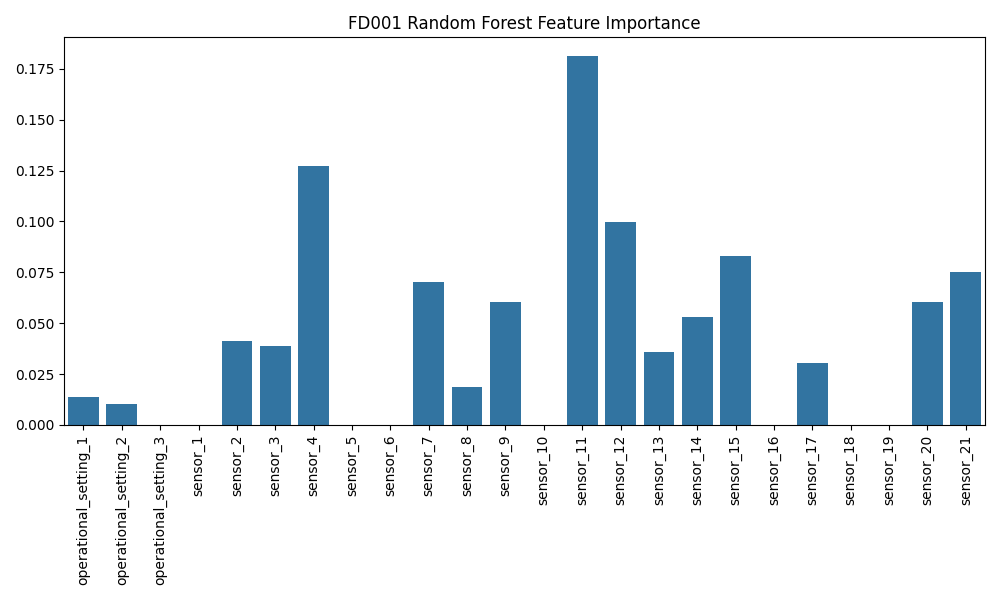 FD001 Random Forest Feature Importance
0.175
0.150
0.125
0.100
0.075
0.050
0.025
0.000
operational_setting_1
operational_setting_2
operational_setting_3
sensor_1
sensor_2
sensor_3
sensor_4
sensor_5
sensor_6
sensor_7
sensor_8
sensor_9
sensor_10
sensor_11
sensor_12
sensor_13
sensor_14
sensor_15
sensor_16
sensor_17
sensor_18
sensor_19
sensor_20
sensor_21